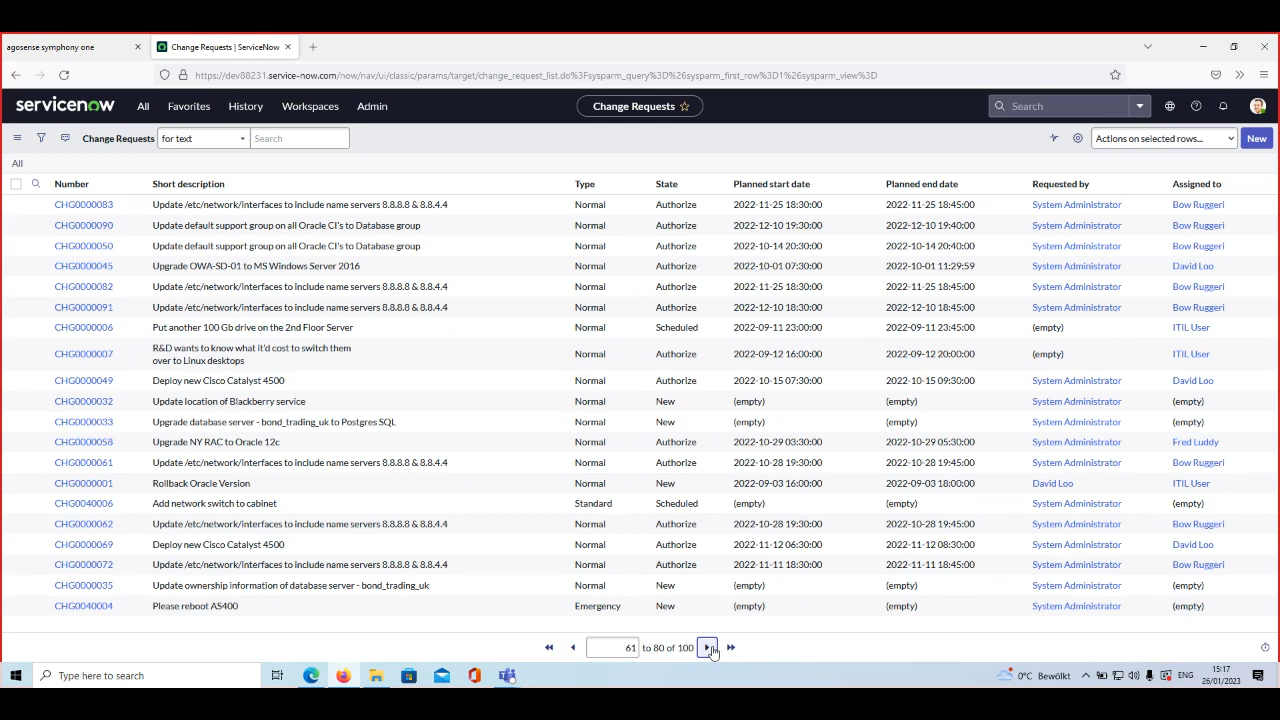 agosense symphony one
Change Requests | ServiceNow
https://dev88231.service-now.com/now/nav/ui/classic/params/target/change_request_list.do%3Fsysparm_query%3D%26sysparm_first_row%3D1%26sysparm_view%3D
servicenow All Favorites History Workspaces Admin Change Requests Search
Change Requests for text Search Actions on selected rows... New
All
Number Short description Type State Planned start date Planned end date Requested by Assigned to
CHG0000083 Update /etc/network/interfaces to include name servers 8.8.8.8 & 8.8.4.4 Normal Authorize 2022-11-25 18:30:00 2022-11-25 18:45:00 System Administrator Bow Ruggeri
CHG0000090 Update default support group on all Oracle CI's to Database group Normal Authorize 2022-12-10 19:30:00 2022-12-10 19:40:00 System Administrator Bow Ruggeri
CHG0000050 Update default support group on all Oracle CI's to Database group Normal Authorize 2022-10-14 20:30:00 2022-10-14 20:40:00 System Administrator Bow Ruggeri
CHG0000045 Upgrade OWA-SD-01 to MS Windows Server 2016 Normal Authorize 2022-10-01 07:30:00 2022-10-01 11:29:59 System Administrator David Loo
CHG0000082 Update /etc/network/interfaces to include name servers 8.8.8.8 & 8.8.4.4 Normal Authorize 2022-11-25 18:30:00 2022-11-25 18:45:00 System Administrator Bow Ruggeri
CHG0000091 Update /etc/network/interfaces to include name servers 8.8.8.8 & 8.8.4.4 Normal Authorize 2022-12-10 18:30:00 2022-12-10 18:45:00 System Administrator Bow Ruggeri
CHG0000006 Put another 100 Gb drive on the 2nd Floor Server Normal Scheduled 2022-09-11 23:00:00 2022-09-11 23:45:00 (empty) ITIL User
CHG0000007 R&D wants to know what it'd cost to switch them Normal Authorize 2022-09-12 16:00:00 2022-09-12 20:00:00 (empty) ITIL User
over to Linux desktops
CHG0000049 Deploy new Cisco Catalyst 4500 Normal Authorize 2022-10-15 07:30:00 2022-10-15 09:30:00 System Administrator David Loo
CHG0000032 Update location of Blackberry service Normal New (empty) (empty) System Administrator (empty)
CHG0000033 Upgrade database server - bond_trading_uk to Postgres SQL Normal New (empty) (empty) System Administrator (empty)
CHG0000058 Upgrade NY RAC to Oracle 12c Normal Authorize 2022-10-29 03:30:00 2022-10-29 05:30:00 System Administrator Fred Luddy
CHG0000061 Update /etc/network/interfaces to include name servers 8.8.8.8 & 8.8.4.4 Normal Authorize 2022-10-28 19:30:00 2022-10-28 19:45:00 System Administrator Bow Ruggeri
CHG0000001 Rollback Oracle Version Normal New 2022-09-03 16:00:00 2022-09-03 18:00:00 David Loo ITIL User
CHG0040006 Add network switch to cabinet Standard Scheduled (empty) (empty) System Administrator (empty)
CHG0000062 Update /etc/network/interfaces to include name servers 8.8.8.8 & 8.8.4.4 Normal Authorize 2022-10-28 19:30:00 2022-10-28 19:45:00 System Administrator Bow Ruggeri
CHG0000069 Deploy new Cisco Catalyst 4500 Normal Authorize 2022-11-12 06:30:00 2022-11-12 08:30:00 System Administrator David Loo
CHG0000072 Update /etc/network/interfaces to include name servers 8.8.8.8 & 8.8.4.4 Normal Authorize 2022-11-11 18:30:00 2022-11-11 18:45:00 System Administrator Bow Ruggeri
CHG0000035 Update ownership information of database server - bond_trading_uk Normal New (empty) (empty) System Administrator (empty)
CHG0040004 Please reboot AS400 Emergency New (empty) (empty) System Administrator (empty)
61 to 80 of 100
Type here to search 0°C Bewölkt ENG 15:17
26/01/2023